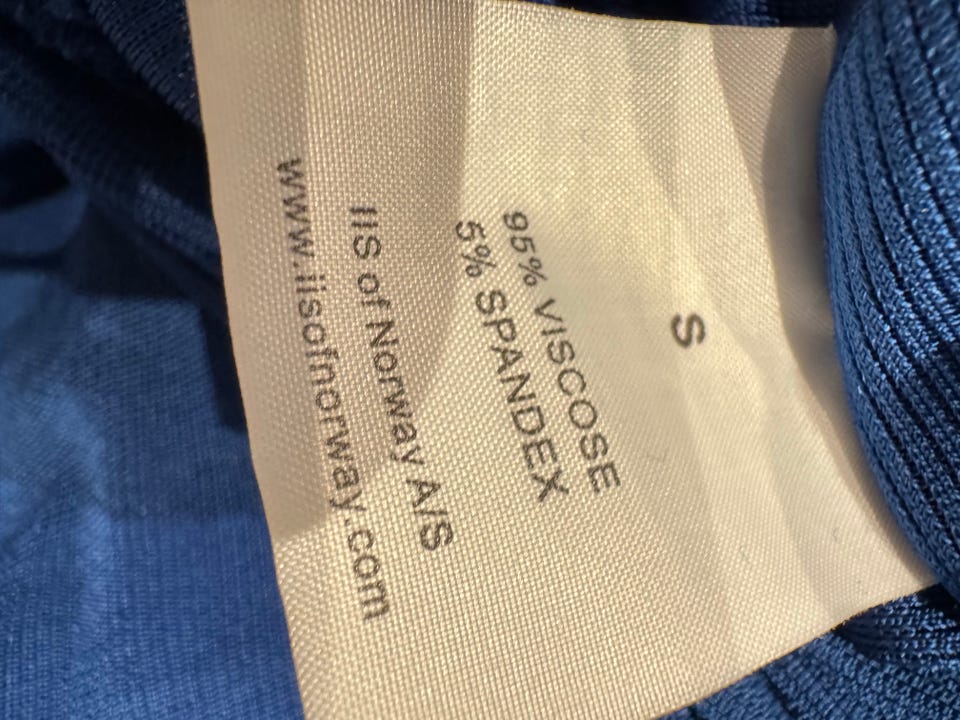 S
95% VISCOSE
5% SPANDEX
IIS of Norway A/S
www.iisofnorway.com